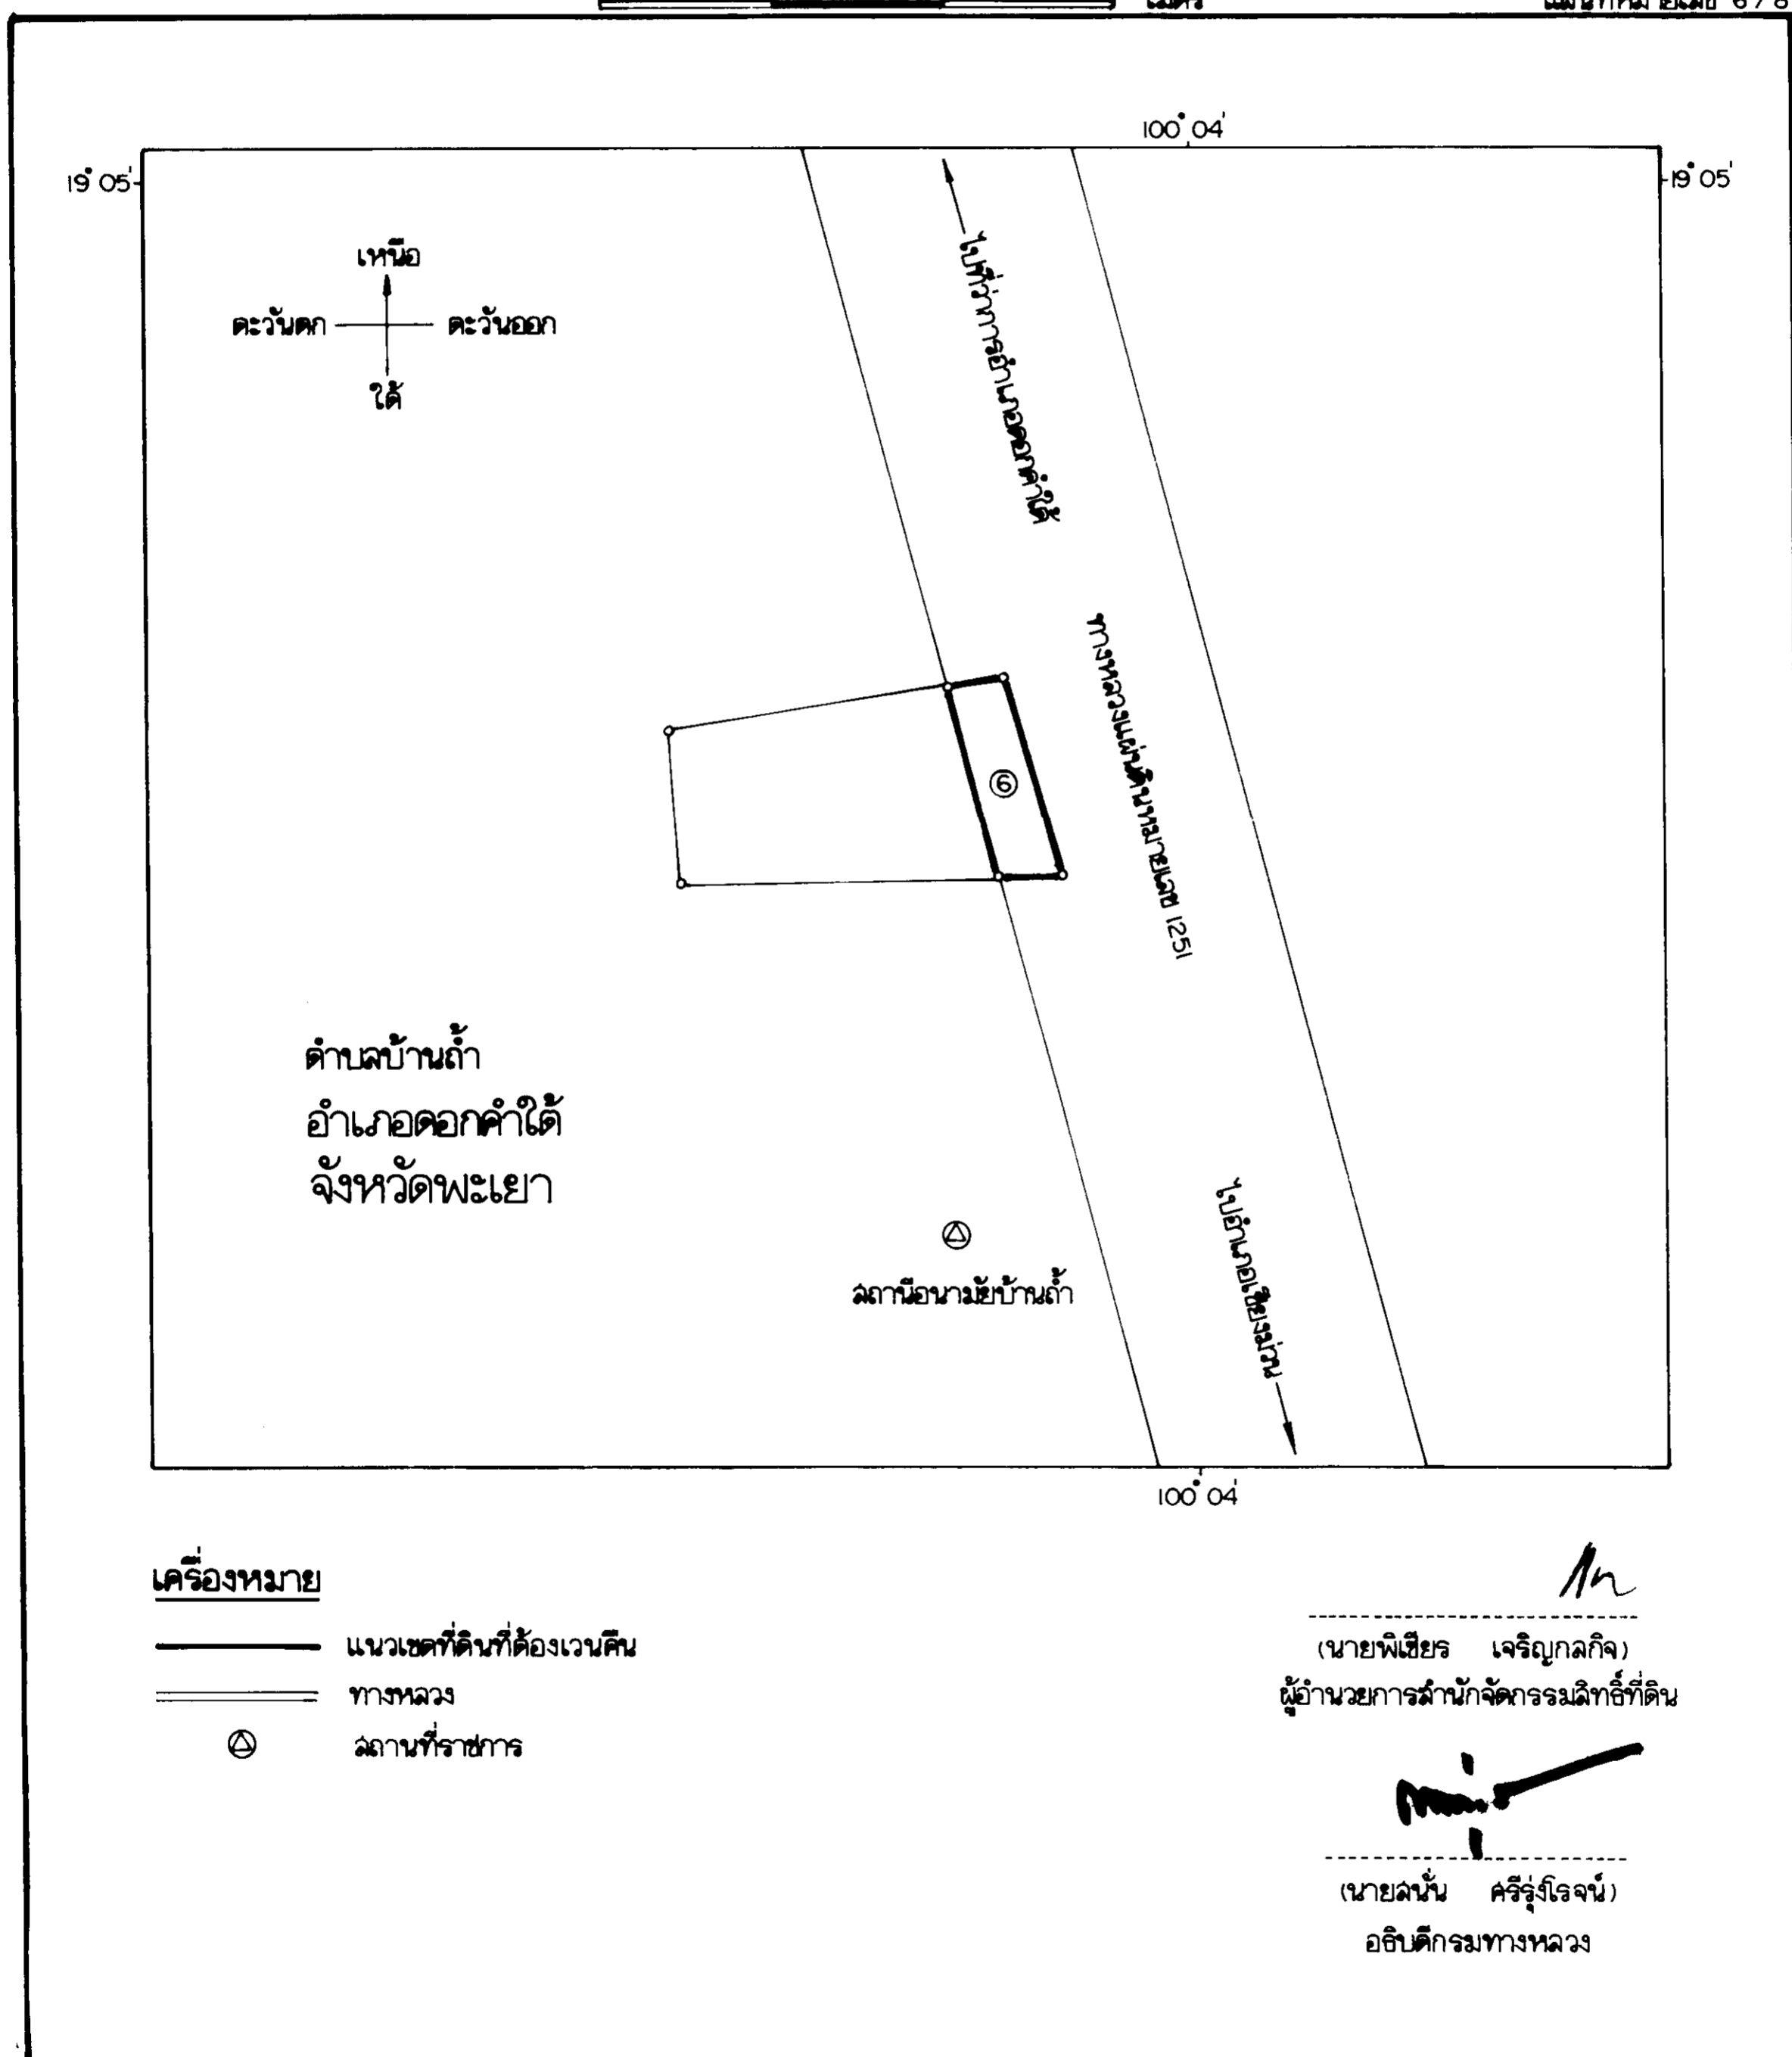 เมตร
100° 04'
19° 05'
19° 05'
เหนือ
ตะวันตก
ตะวันออก
ใต้
ไปที่ว่าการอำเภอดอกคำใต้
ทางหลวงแผ่นดินหมายเลข 1251
⑥
ตำบลบ้านถ้ำ
อำเภอดอกคำใต้
จังหวัดพะเยา
สถานีอนามัยบ้านถ้ำ
ไปอำเภอเชียงม่วน
100° 04'
เครื่องหมาย
แนวเขตที่ดินที่ต้องเวนคืน
ทางหลวง
สถานที่ราชการ
(นายพิเชียร เจริญกลกิจ)
ผู้อำนวยการสำนักจัดกรรมสิทธิ์ที่ดิน
(นายสนั่น ศรีรุ่งโรจน์)
อธิบดีกรมทางหลวง